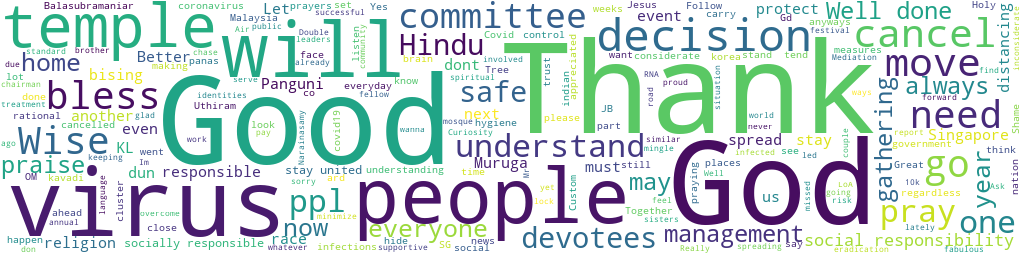 Balasubramaniar
coronavirus
temple
will
Good
Thank
God
virus
people
Let
prayers
set
Malaysia
public
successful
Yes
Air
Double
leaders
face
already
listen
community
committee
Hindu
Jesus
weeks
Follow
carry
Covid
control
brain
event
Gd
Holy
protect
anyways
festival
Well done
inconsiderate
decision
cancel
due
standard
brother
home
Better
making
chase
panas
bising
lot
chairman
bless
done
treatment
another
Uthiram
Panguni
co
serve
everyday
know
identities
fellow
spiritual
Tree
involved
dont
trust
indian
appreciated
want
considerate
korea
stand
tend
Mediation
measures
move
distancing
always
find
RNA
proud
road
situation
safe
next
hygiene
please
JB
part
rational
glad
cancelled
even
Wise
ago
KL
went
Im
keeping
work
look
pay
covid19
Narainasamy
wanna
mosque
Curiosity
similar
mingle
world
never
infected
spread
understand
need
forward
Shame
report
government
Singapore
gathering
ways
led
couple
stay
praise
dun
responsible
stay united
understanding
Muruga
must
still
praying
places
Well
see
think
Great
nation
OM
kavadi
language
cluster
sorry
ard
time
Mr
yet
lock
Custom
feel
Together
sisters
may
us
missed
LoA
going
risk
10k
regardless
Ask
go
year
ahead
annual
overcome
close
ppl
minimize
everyone
devotees
management
pray
one
lately
happen
don
religion
socially responsible
race
now
whatever
infections
hide
supportive
SG
news
social
Really
spreading
say
social responsibility
eradication
fabulous